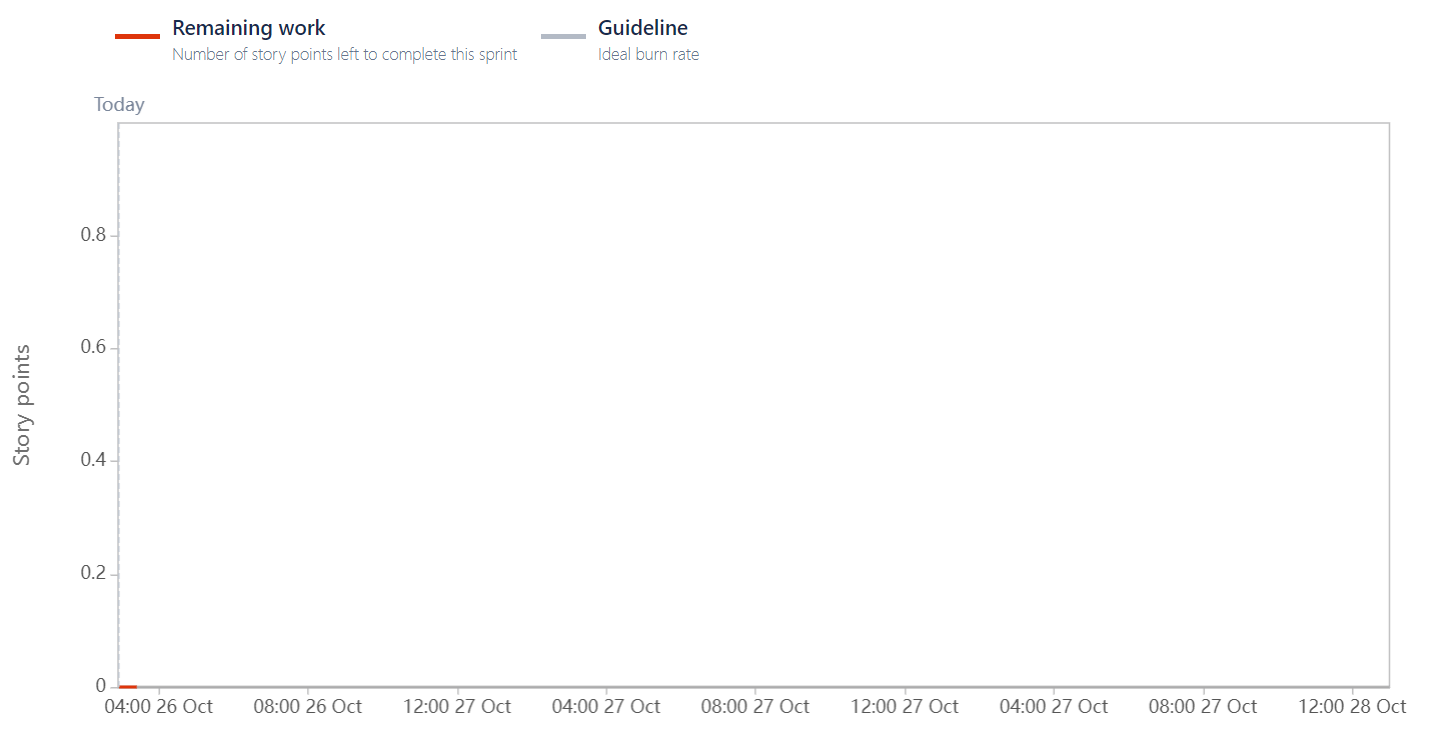 Remaining work
Number of story points left to complete this sprint
Guideline
Ideal burn rate
Today
Story points
0.8
0.6
0.4
0.2
0
04:00 26 Oct
08:00 26 Oct
12:00 27 Oct
04:00 27 Oct
08:00 27 Oct
12:00 27 Oct
04:00 27 Oct
08:00 27 Oct
12:00 28 Oct